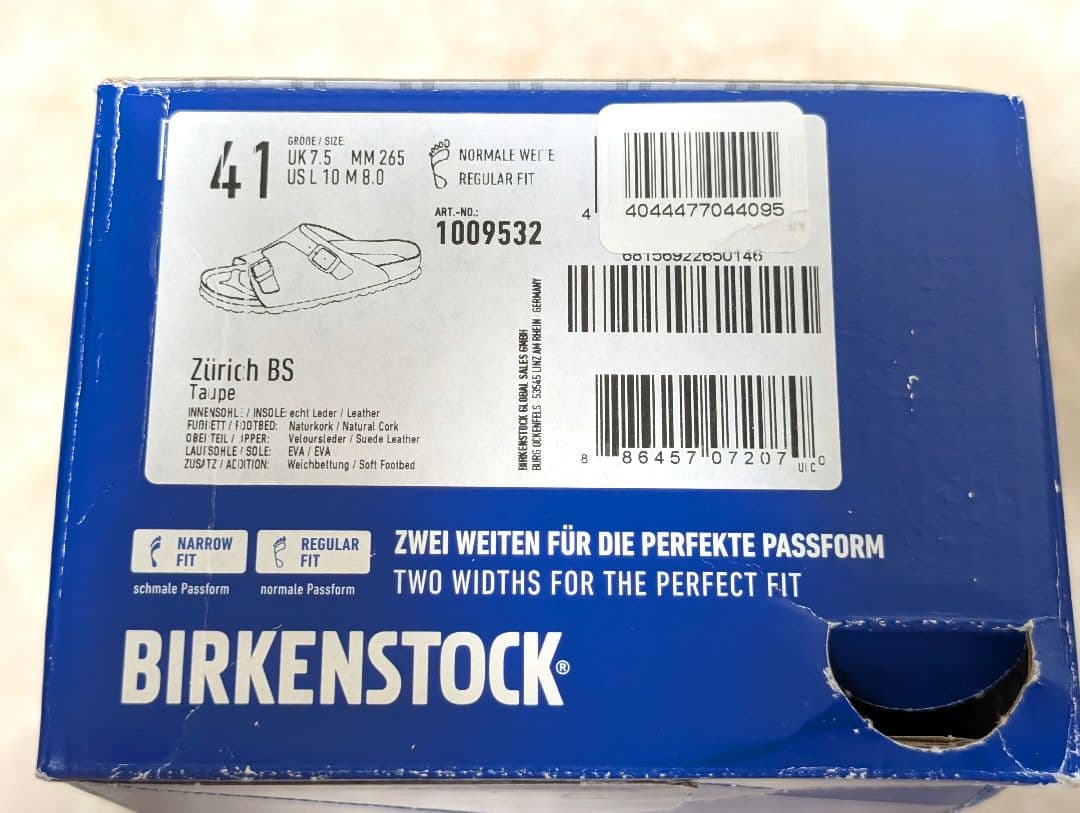 41
GRÖßE / SIZE
UK 7.5 MM 265
US L 10 M 8.0
NORMALE WEITE
REGULAR FIT
ART.-NO.:
1009532
4
4044477044095
68156922650146
Zürich BS
Taupe
INNENSOHLE / INSOLE: echt Leder / Leather
FUßBETT / FOOTBED: Naturkork / Natural Cork
OBERTEIL / UPPER: Veloursleder / Suede Leather
LAUFSOHLE / SOLE: EVA / EVA
ZUSATZ / ADDITION: Weichbettung / Soft Footbed
BIRKENSTOCK GLOBAL SALES GMBH
BURG OCKENFELS · 53545 LINZ AM RHEIN · GERMANY
8 86457 07207 0
UK
NARROW
FIT
schmale Passform
REGULAR
FIT
normale Passform
ZWEI WEITEN FÜR DIE PERFEKTE PASSFORM
TWO WIDTHS FOR THE PERFECT FIT
BIRKENSTOCK®